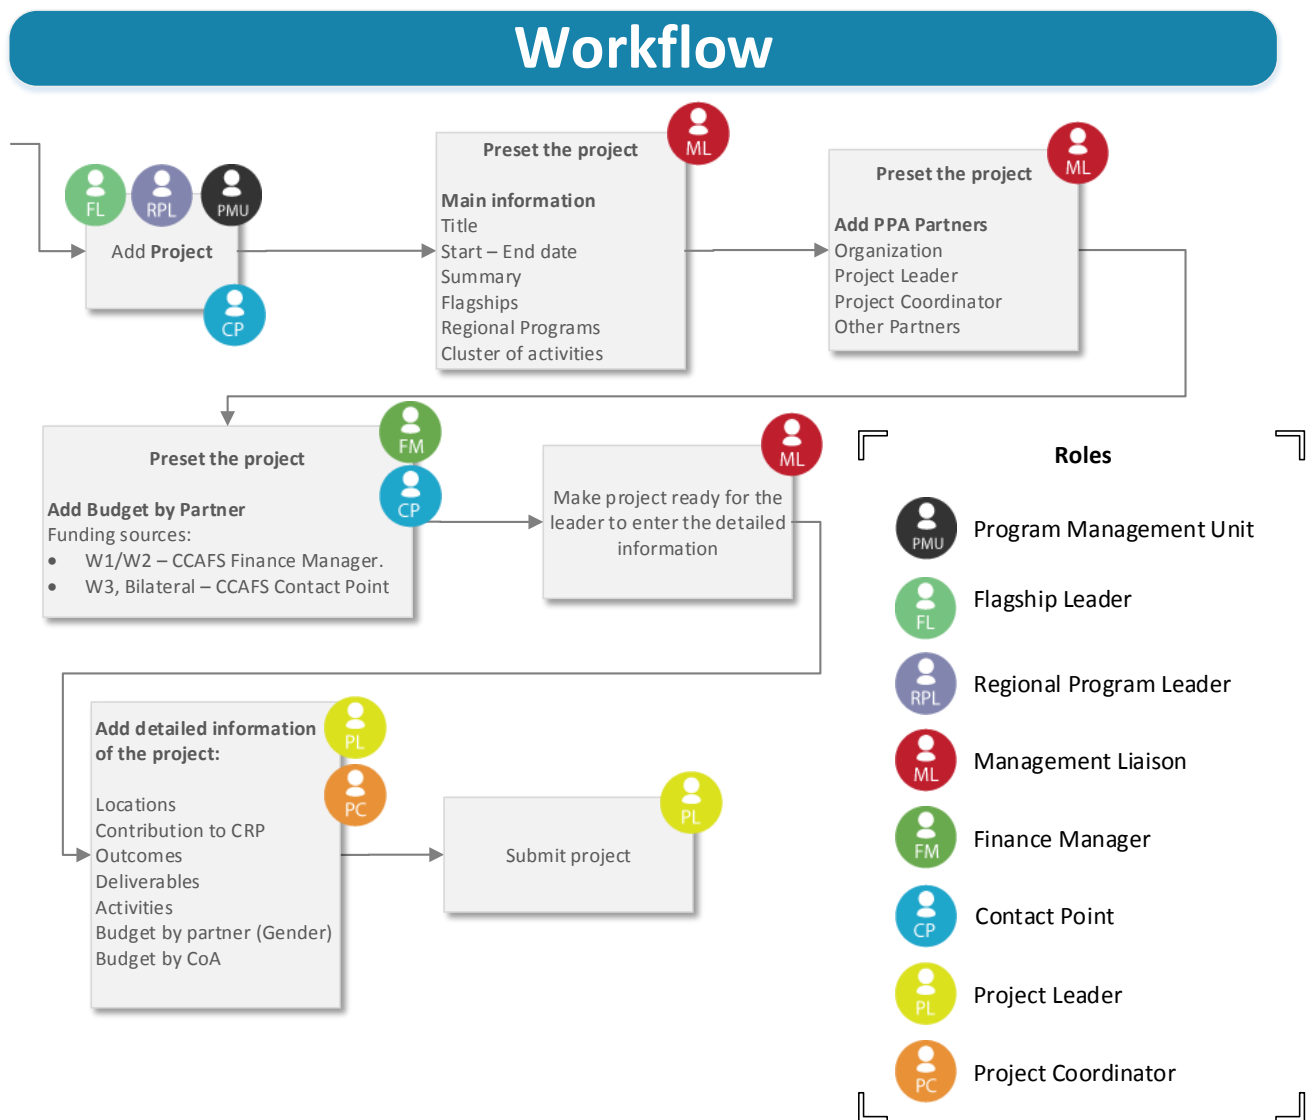 Workflow
FL
RPL
PMU
Add Project
CP
ML
Preset the project
Main information
Title
Start – End date
Summary
Flagships
Regional Programs
Cluster of activities
ML
Preset the project
Add PPA Partners
Organization
Project Leader
Project Coordinator
Other Partners
FM
CP
Preset the project
Add Budget by Partner
Funding sources:
• W1/W2 – CCAFS Finance Manager.
• W3, Bilateral – CCAFS Contact Point
ML
Make project ready for the
leader to enter the detailed
information
PL
PC
Add detailed information
of the project:
Locations
Contribution to CRP
Outcomes
Deliverables
Activities
Budget by partner (Gender)
Budget by CoA
PL
Submit project
Roles
PMU Program Management Unit
FL Flagship Leader
RPL Regional Program Leader
ML Management Liaison
FM Finance Manager
CP Contact Point
PL Project Leader
PC Project Coordinator